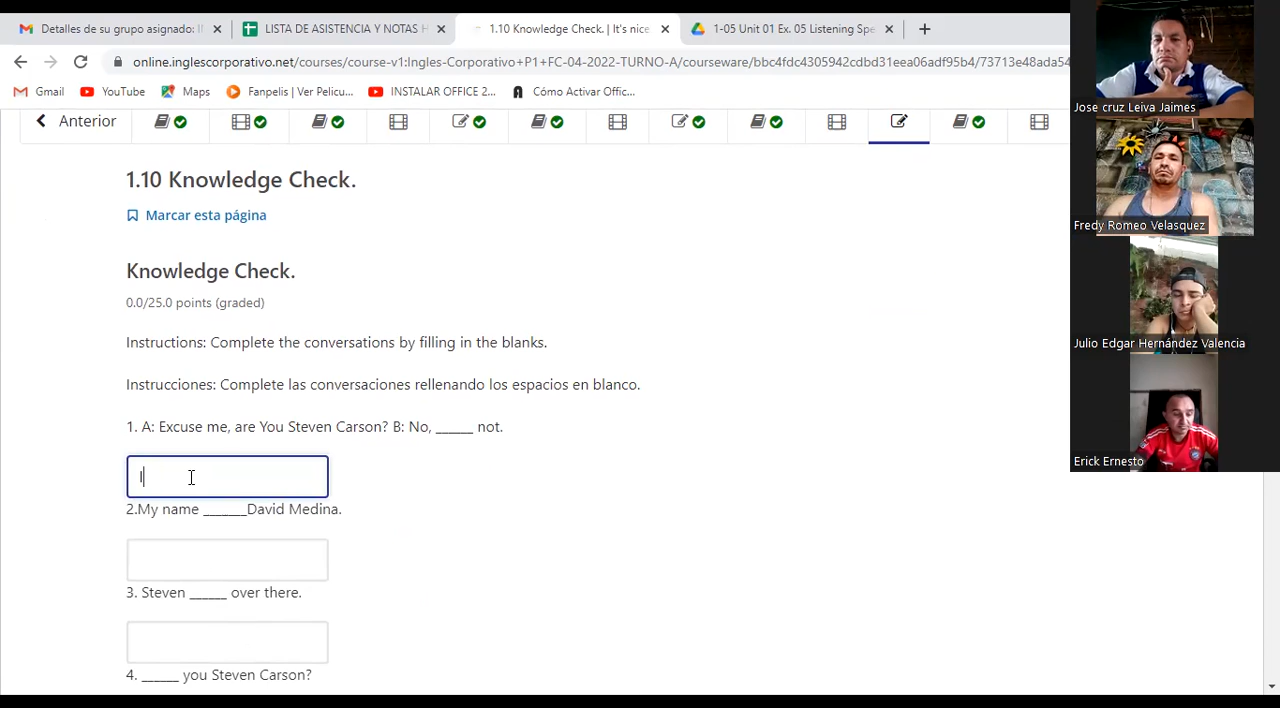 Detalles de su grupo asignado: I
LISTA DE ASISTENCIA Y NOTAS
1.10 Knowledge Check. | It's nice
1-05 Unit 01 Ex. 05 Listening Spe
online.inglescorporativo.net/courses/course-v1:Ingles-Corporativo+P1+FC-04-2022-TURNO-A/courseware/bbc4fdc4305942cdbd31eea06adf95b4/73713e48ada54
Gmail
YouTube
Maps
Fanpelis | Ver Pelicu...
INSTALAR OFFICE 2...
Cómo Activar Offic...
Anterior
1.10 Knowledge Check.
Marcar esta página
Knowledge Check.
0.0/25.0 points (graded)
Instructions: Complete the conversations by filling in the blanks.
Instrucciones: Complete las conversaciones rellenando los espacios en blanco.
1. A: Excuse me, are You Steven Carson? B: No, ______ not.
I
2.My name _______David Medina.
3. Steven ______ over there.
4. ______ you Steven Carson?
Jose cruz Leiva Jaimes
Fredy Romeo Velasquez
Julio Edgar Hernández Valencia
Erick Ernesto